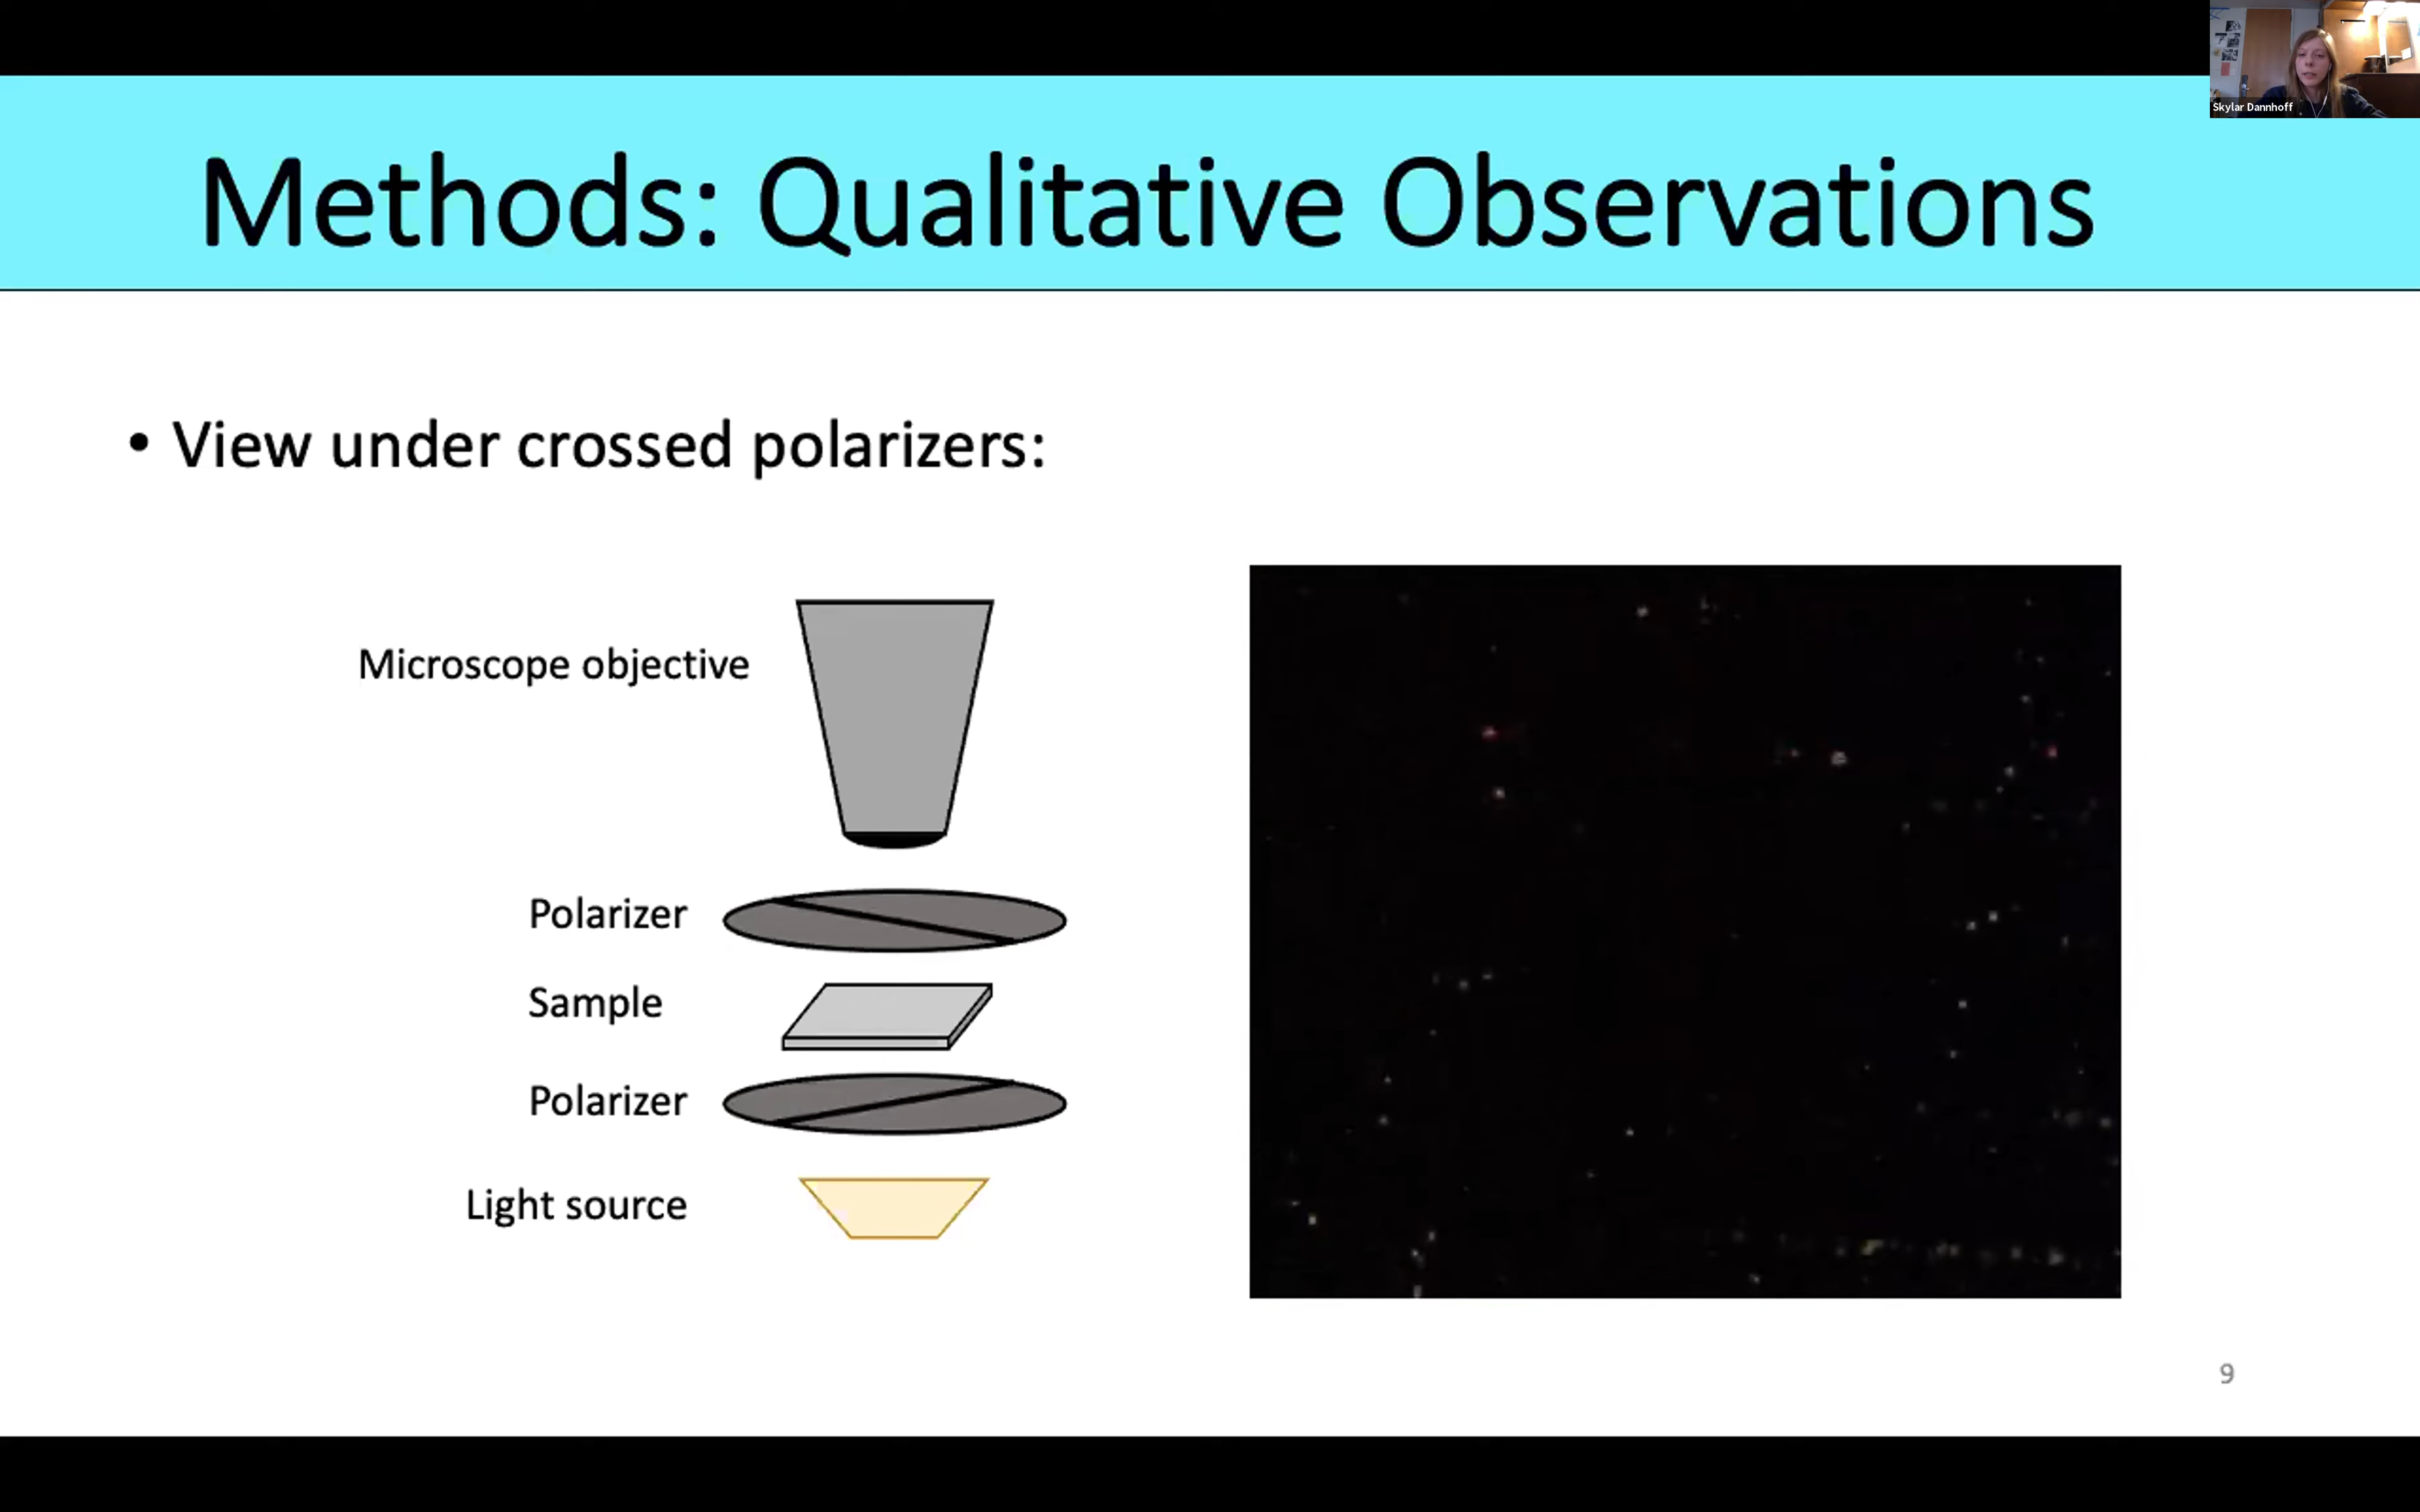 Skylar Dannhoff
Methods: Qualitative Observations
• View under crossed polarizers:
Microscope objective
Polarizer
Sample
Polarizer
Light source
9